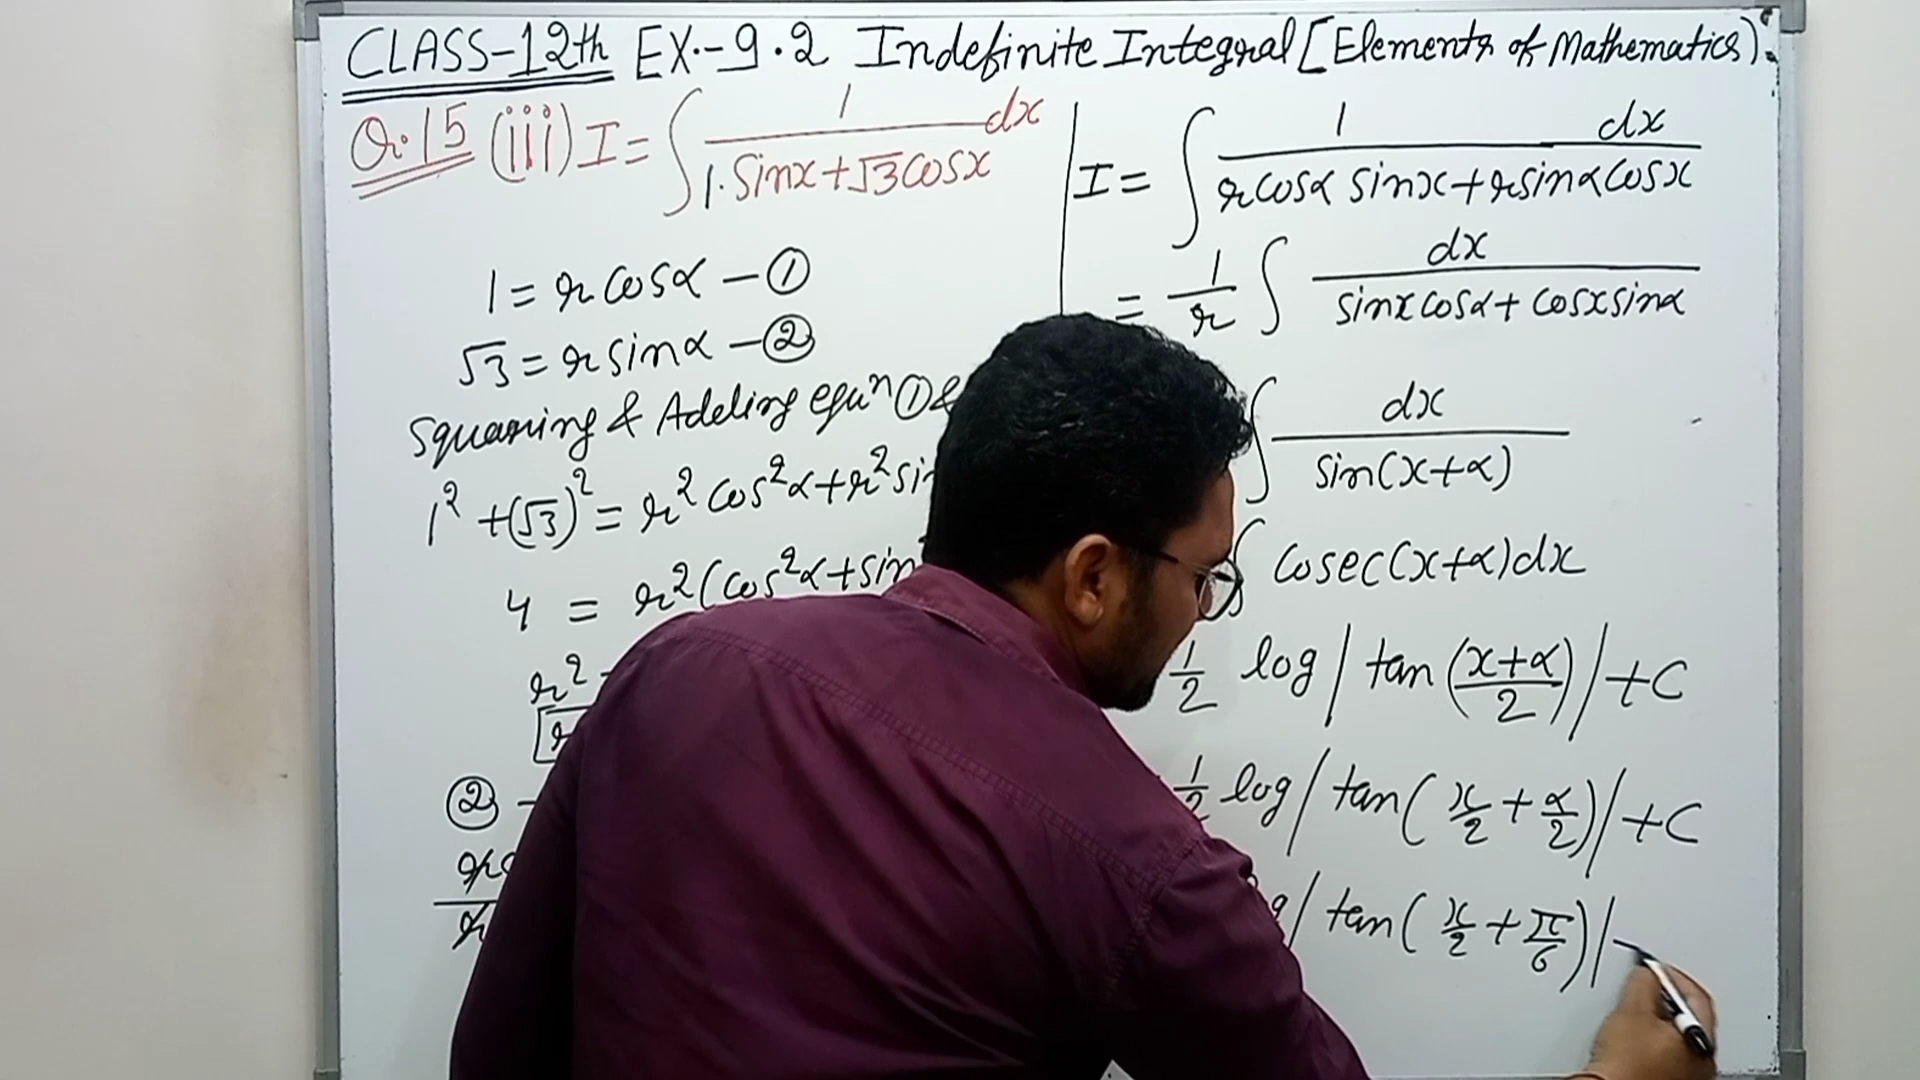 CLASS-12th EX.-9.2 Indefinite Integral [Elements of Mathematics).
Q.15 (iii) I = ∫ 1/(1.Sinx+√3Cosx) dx
1 = r cosα - ①
√3 = r sinα - ②
Squaring & Adding equⁿ ① &
1² + (√3)² = r² cos²α + r²
4 = r² (cos²α + sin
r²
②
I = ∫ 1 dx/(r cosα sinx + r sinα cosx)
= 1/r ∫ dx/(sinx cosα + cosx sinα)
∫ dx/sin(x+α)
∫ Cosec(x+α)dx
1/2 log | tan ((x+α)/2) | + C
1/2 log | tan ( x/2 + α/2 ) | + C
| tan ( x/2 + π/6 ) |